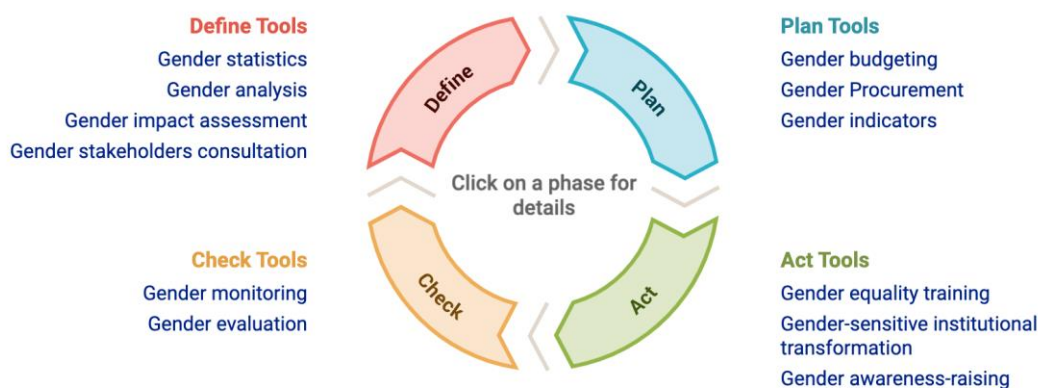 Define Tools
Gender statistics
Gender analysis
Gender impact assessment
Gender stakeholders consultation
Plan Tools
Gender budgeting
Gender Procurement
Gender indicators
Define
Plan
Click on a phase for
details
Check
Act
Check Tools
Gender monitoring
Gender evaluation
Act Tools
Gender equality training
Gender-sensitive institutional
transformation
Gender awareness-raising